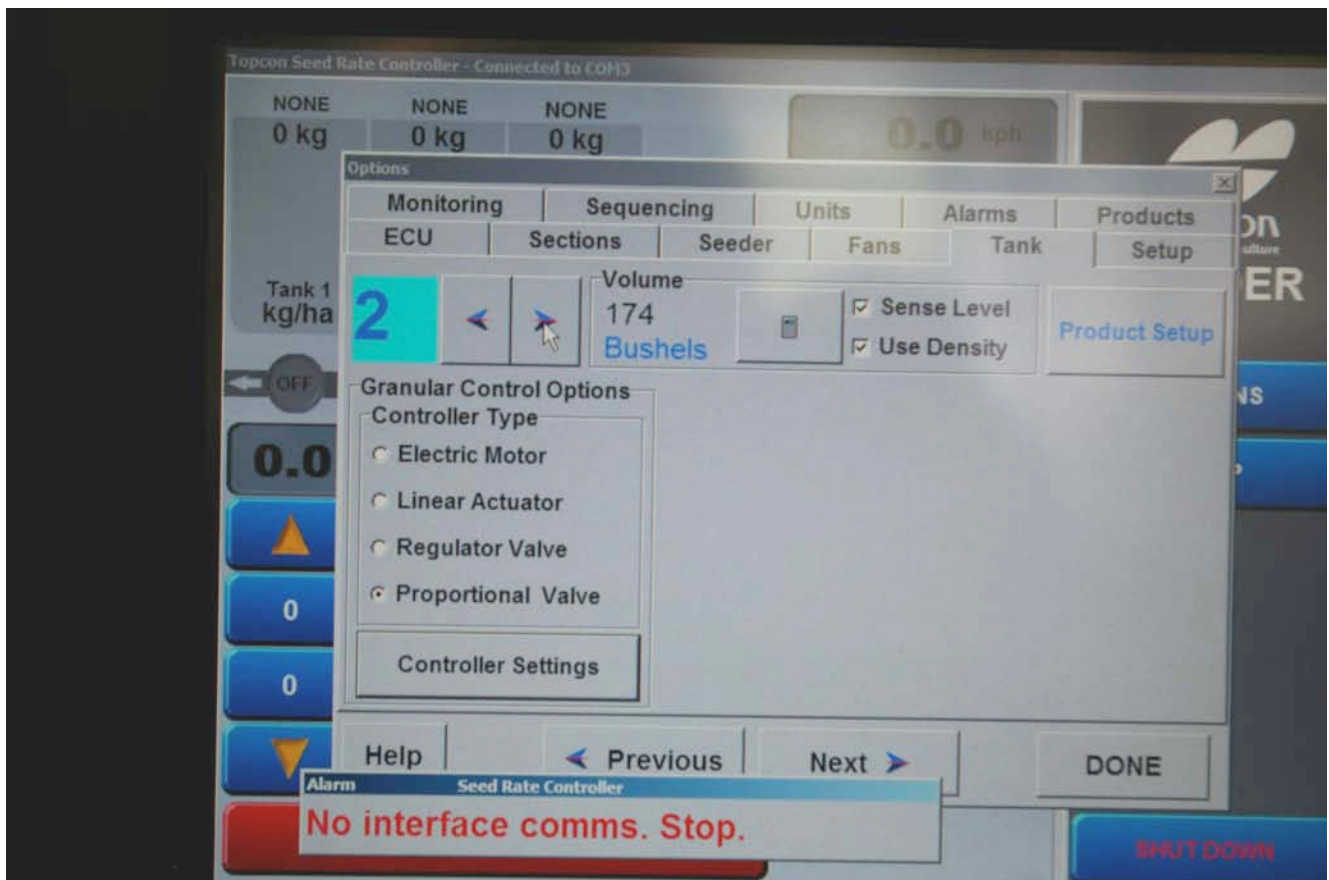 Topcon Seed Rate Controller - Connected to COM3
NONE NONE NONE
0 kg 0 kg 0 kg
0.0 kph
Options
Monitoring Sequencing Units Alarms Products
ECU Sections Seeder Fans Tank Setup
Tank 1
kg/ha
2
Volume
174
Bushels
Sense Level
Use Density
Product Setup
ER
OFF
Granular Control Options
Controller Type
Electric Motor
Linear Actuator
Regulator Valve
Proportional Valve
Controller Settings
0.0
0
0
NS
Help Previous Next DONE
Alarm Seed Rate Controller
No interface comms. Stop.
SHUT DOWN